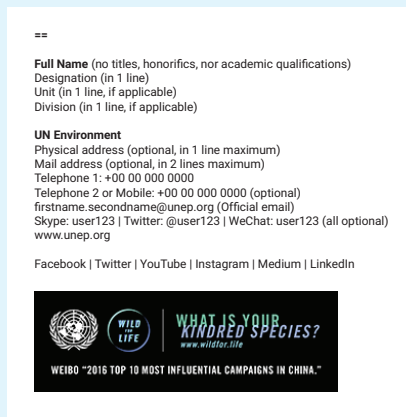 ==
Full Name (no titles, honorifics, nor academic qualifications)
Designation (in 1 line)
Unit (in 1 line, if applicable)
Division (in 1 line, if applicable)
UN Environment
Physical address (optional, in 1 line maximum)
Mail address (optional, in 2 lines maximum)
Telephone 1: +00 00 000 0000
Telephone 2 or Mobile: +00 00 000 0000 (optional)
firstname.secondname@unep.org (Official email)
Skype: user123 | Twitter: @user123 | WeChat: user123 (all optional)
www.unep.org
Facebook | Twitter | YouTube | Instagram | Medium | LinkedIn
WILD
FOR
LIFE
WHAT IS YOUR
KINDRED SPECIES?
www.wildfor.life
WEIBO “2016 TOP 10 MOST INFLUENTIAL CAMPAIGNS IN CHINA.”